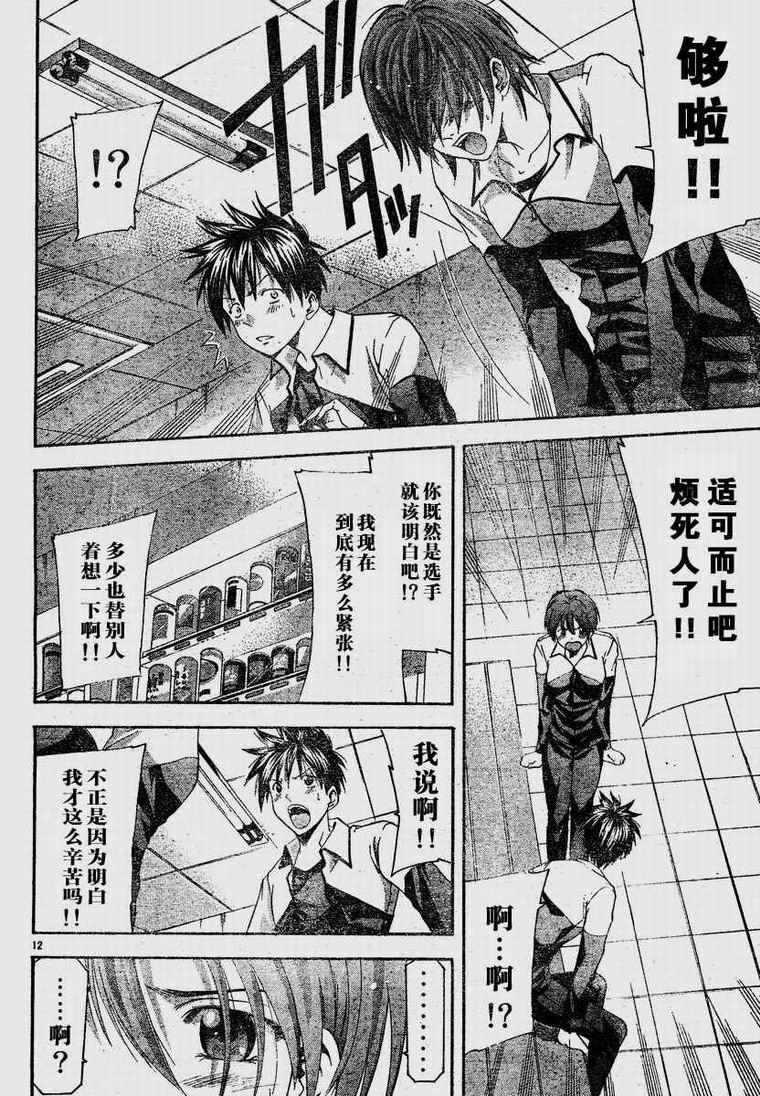 够啦!!
ガタッ
!?
适可而止吧
烦死人了!!
啊…啊!?
你既然是选手
就该明白吧!?
我现在
到底有多么紧张!!
多少也替别人
着想一下啊!!
我说啊!!
不正是因为明白
我才这么辛苦吗!!
12
…………
……啊?